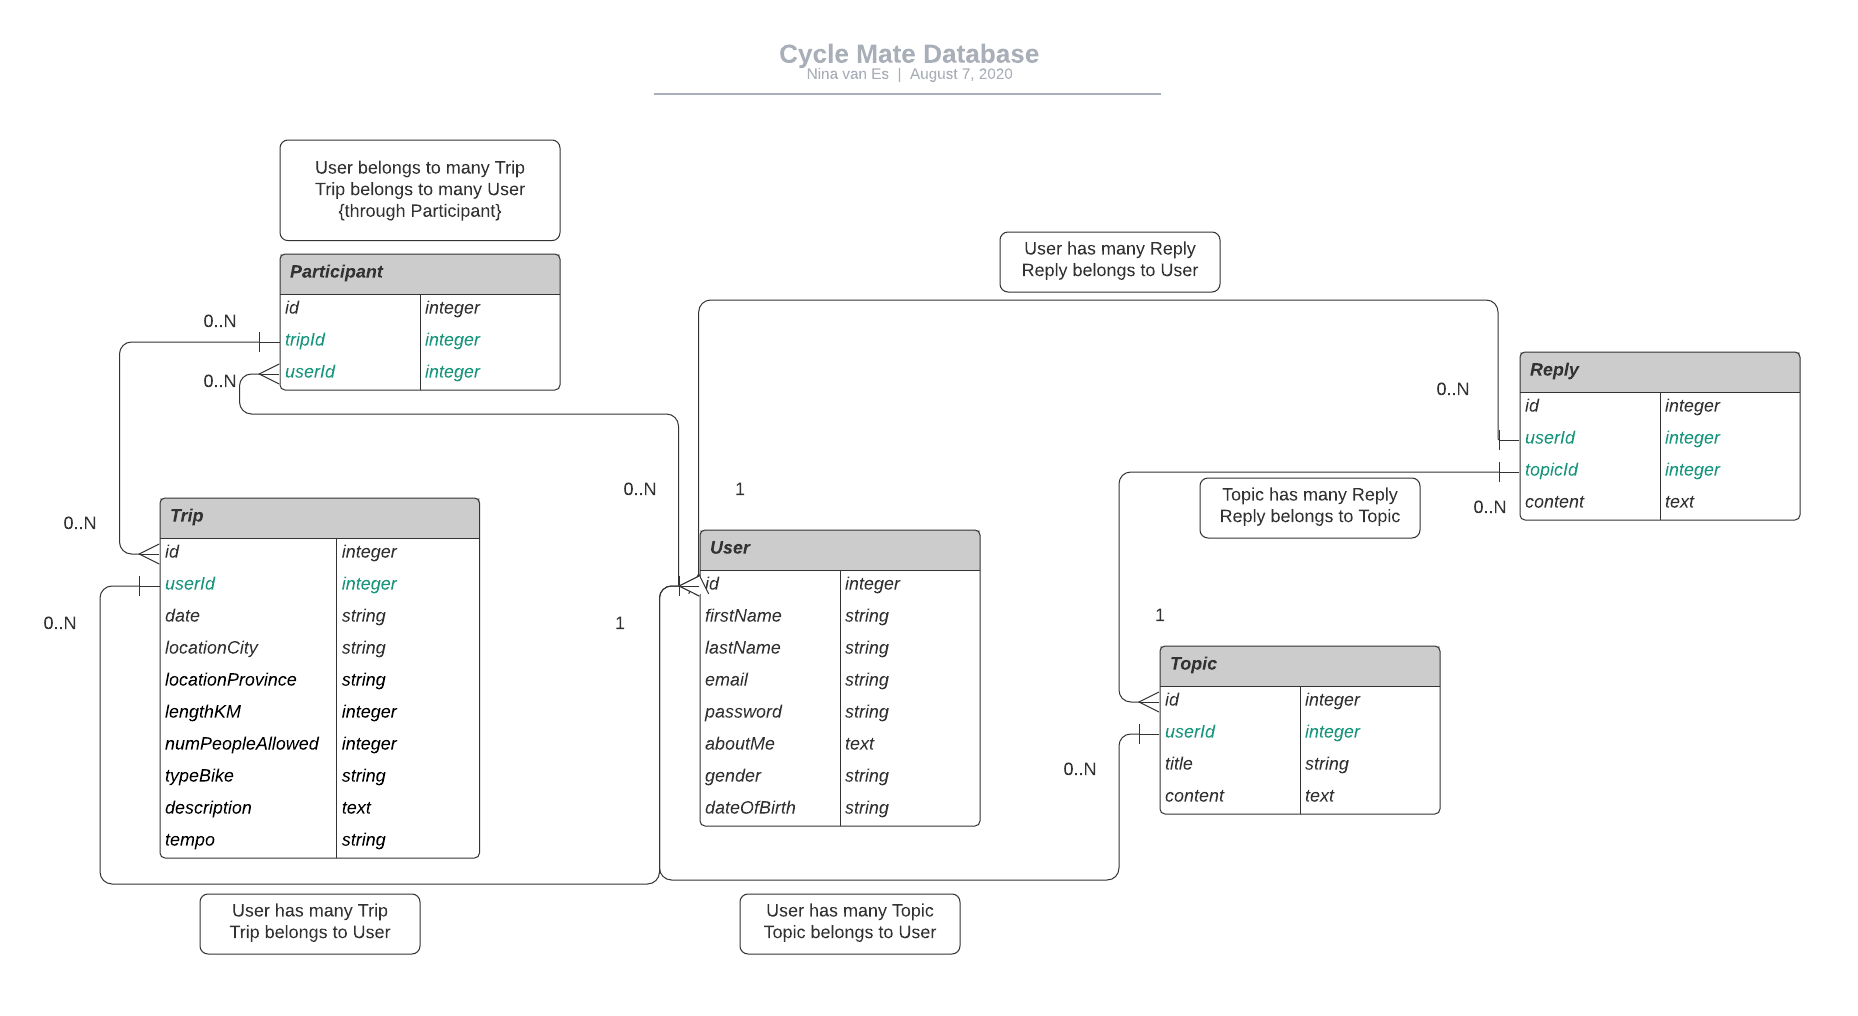 Cycle Mate Database
Nina van Es | August 7, 2020
User belongs to many Trip
Trip belongs to many User
{through Participant}
Participant
id integer
tripId integer
userId integer
0..N
0..N
User has many Reply
Reply belongs to User
Reply
id integer
userId integer
topicId integer
content text
0..N
0..N
Topic has many Reply
Reply belongs to Topic
0..N
Trip
id integer
userId integer
date string
locationCity string
locationProvince string
lengthKM integer
numPeopleAllowed integer
typeBike string
description text
tempo string
0..N
0..N
1
1
User
id integer
firstName string
lastName string
email string
password string
aboutMe text
gender string
dateOfBirth string
1
Topic
id integer
userId integer
title string
content text
0..N
User has many Trip
Trip belongs to User
User has many Topic
Topic belongs to User